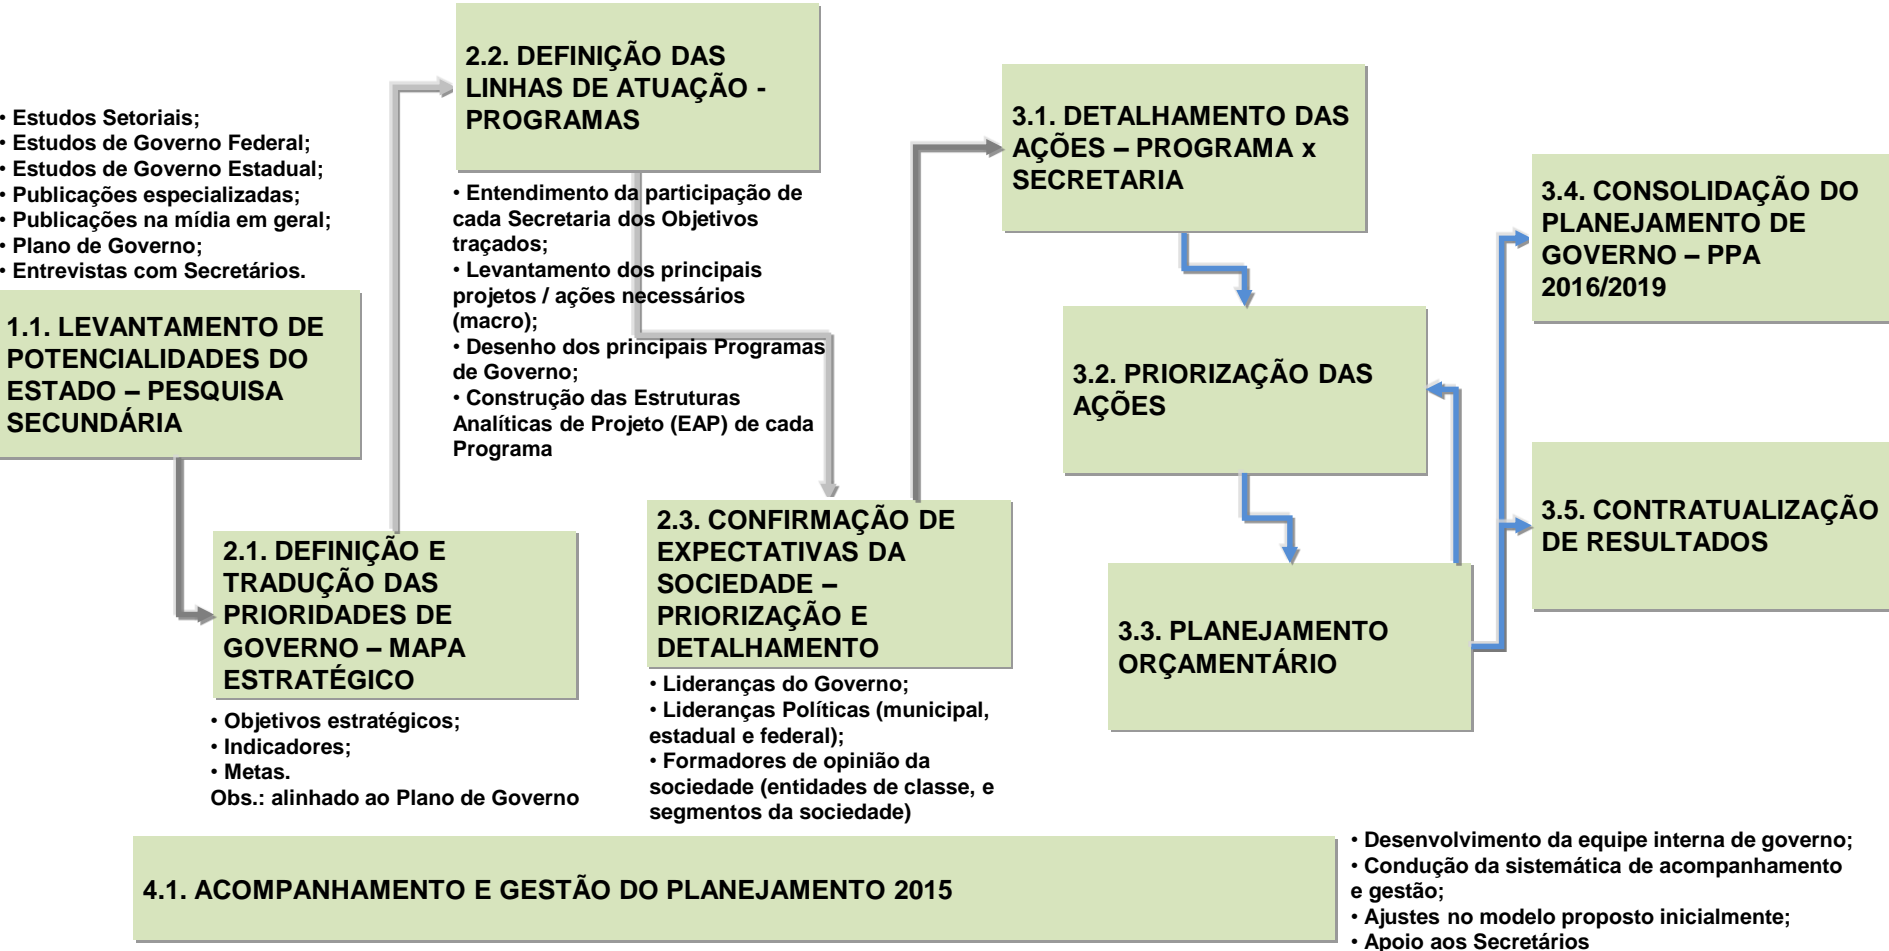 • Estudos Setoriais;
• Estudos de Governo Federal;
• Estudos de Governo Estadual;
• Publicações especializadas;
• Publicações na mídia em geral;
• Plano de Governo;
• Entrevistas com Secretários.
1.1. LEVANTAMENTO DE
POTENCIALIDADES DO
ESTADO – PESQUISA
SECUNDÁRIA
2.1. DEFINIÇÃO E
TRADUÇÃO DAS
PRIORIDADES DE
GOVERNO – MAPA
ESTRATÉGICO
• Objetivos estratégicos;
• Indicadores;
• Metas.
Obs.: alinhado ao Plano de Governo
2.2. DEFINIÇÃO DAS
LINHAS DE ATUAÇÃO -
PROGRAMAS
• Entendimento da participação de
cada Secretaria dos Objetivos
traçados;
• Levantamento dos principais
projetos / ações necessários
(macro);
• Desenho dos principais Programas
de Governo;
• Construção das Estruturas
Analíticas de Projeto (EAP) de cada
Programa
2.3. CONFIRMAÇÃO DE
EXPECTATIVAS DA
SOCIEDADE –
PRIORIZAÇÃO E
DETALHAMENTO
• Lideranças do Governo;
• Lideranças Políticas (municipal,
estadual e federal);
• Formadores de opinião da
sociedade (entidades de classe, e
segmentos da sociedade)
3.1. DETALHAMENTO DAS
AÇÕES – PROGRAMA x
SECRETARIA
3.2. PRIORIZAÇÃO DAS
AÇÕES
3.3. PLANEJAMENTO
ORÇAMENTÁRIO
3.4. CONSOLIDAÇÃO DO
PLANEJAMENTO DE
GOVERNO – PPA
2016/2019
3.5. CONTRATUALIZAÇÃO
DE RESULTADOS
4.1. ACOMPANHAMENTO E GESTÃO DO PLANEJAMENTO 2015
• Desenvolvimento da equipe interna de governo;
• Condução da sistemática de acompanhamento
e gestão;
• Ajustes no modelo proposto inicialmente;
• Apoio aos Secretários